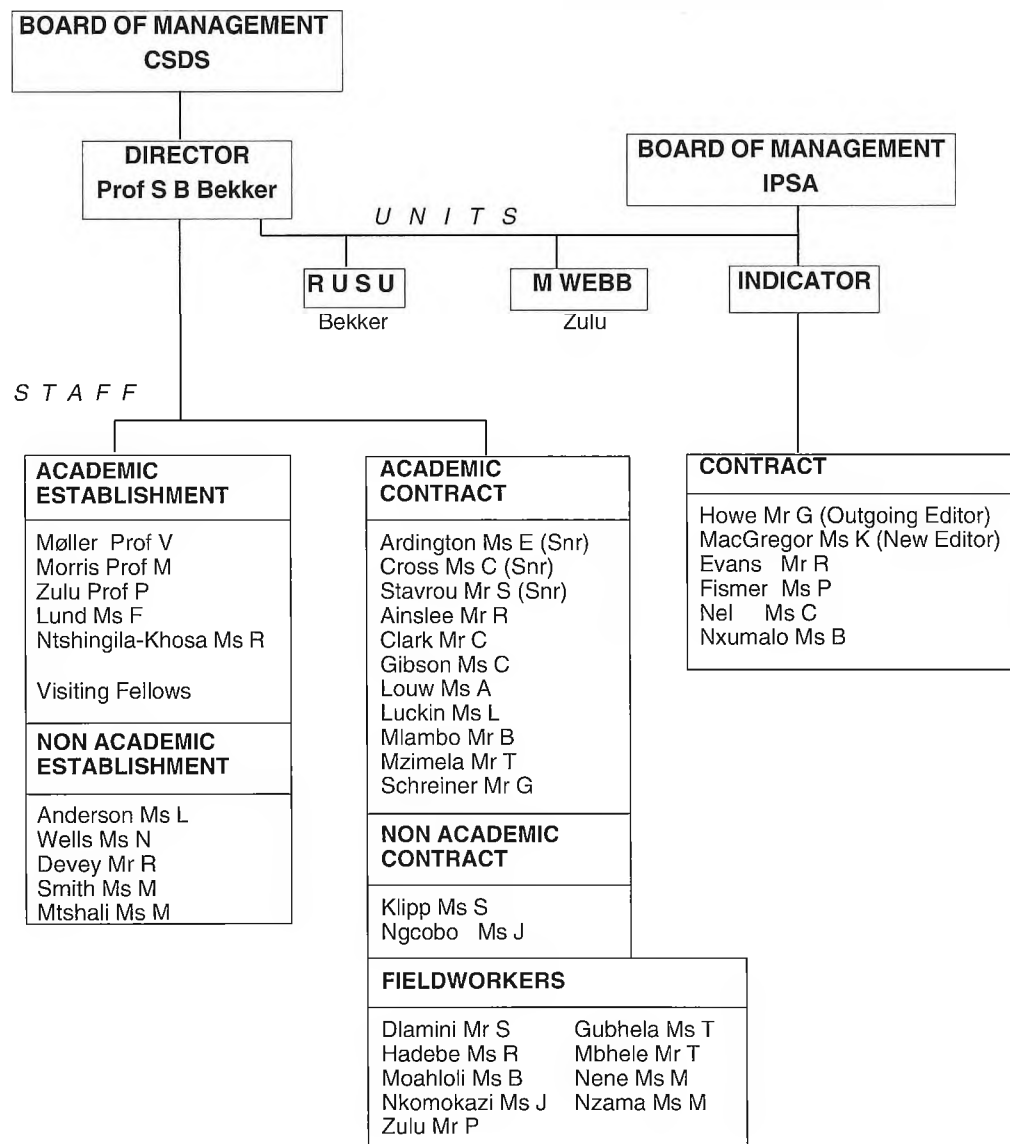 BOARD OF MANAGEMENT
CSDS
DIRECTOR
Prof S B Bekker
BOARD OF MANAGEMENT
IPSA
U N I T S
R U S U
Bekker
M WEBB
Zulu
INDICATOR
S T A F F
ACADEMIC
ESTABLISHMENT
Møller Prof V
Morris Prof M
Zulu Prof P
Lund Ms F
Ntshingila-Khosa Ms R
Visiting Fellows
NON ACADEMIC
ESTABLISHMENT
Anderson Ms L
Wells Ms N
Devey Mr R
Smith Ms M
Mtshali Ms M
ACADEMIC
CONTRACT
Ardington Ms E (Snr)
Cross Ms C (Snr)
Stavrou Mr S (Snr)
Ainslee Mr R
Clark Mr C
Gibson Ms C
Louw Ms A
Luckin Ms L
Mlambo Mr B
Mzimela Mr T
Schreiner Mr G
NON ACADEMIC
CONTRACT
Klipp Ms S
Ngcobo Ms J
FIELDWORKERS
Dlamini Mr S
Hadebe Ms R
Moahloli Ms B
Nkomokazi Ms J
Zulu Mr P
Gubhela Ms T
Mbhele Mr T
Nene Ms M
Nzama Ms M
CONTRACT
Howe Mr G (Outgoing Editor)
MacGregor Ms K (New Editor)
Evans Mr R
Fismer Ms P
Nel Ms C
Nxumalo Ms B